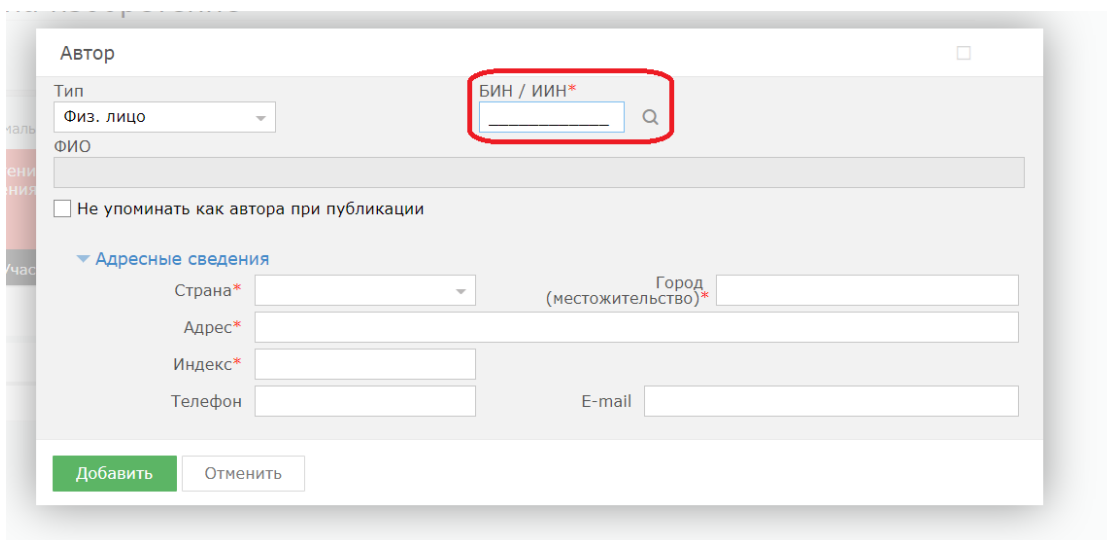 Автор
Тип
БИН / ИИН*
Физ. лицо
____________
ФИО
Не упоминать как автора при публикации
Адресные сведения
Страна*
Город
(местожительство)*
Адрес*
Индекс*
Телефон
E-mail
Добавить
Отменить